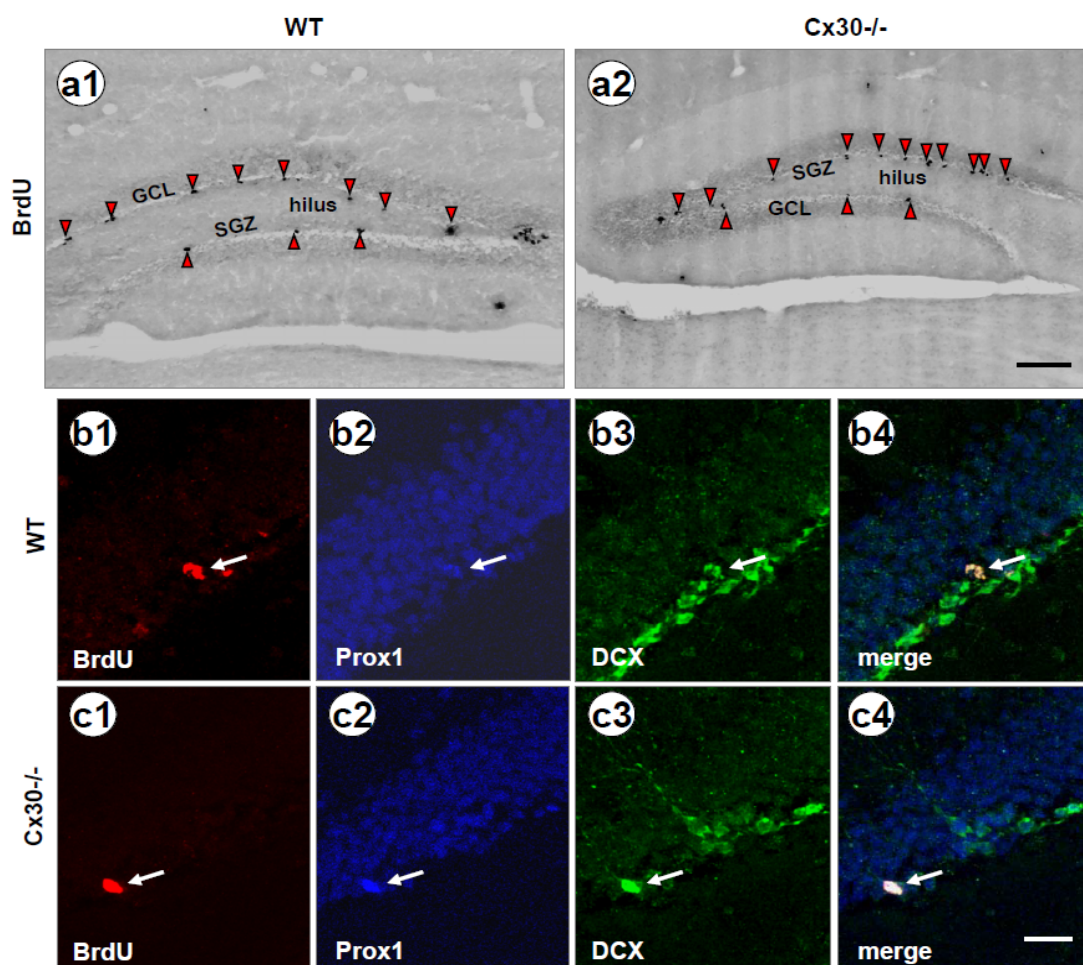 WT
Cx30-/-
BrdU
a1
GCL
hilus
SGZ
a2
SGZ
hilus
GCL
WT
b1
BrdU
b2
Prox1
b3
DCX
b4
merge
Cx30-/-
c1
BrdU
c2
Prox1
c3
DCX
c4
merge